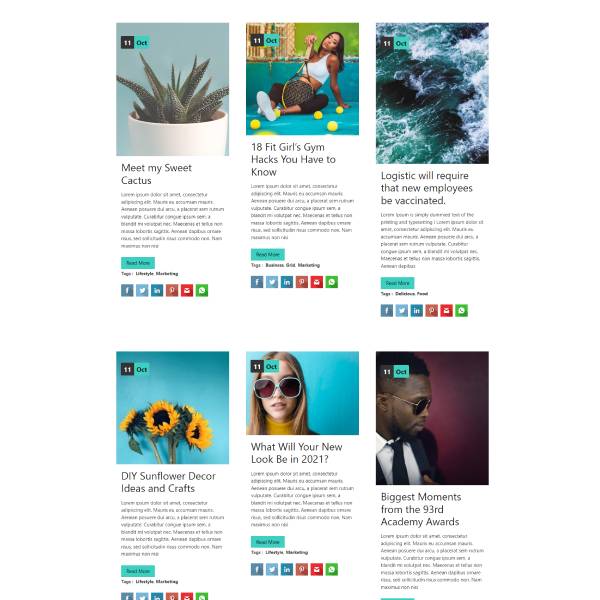 11 Oct
Meet my Sweet
Cactus
Lorem ipsum dolor sit amet, consectetur
adipiscing elit. Mauris eu accumsan mauris.
Aenean posuere dui arcu, a placerat sem rutrum
volutpat. Curabitur congue ipsum sem, a
blandit mi volutpat nec. Maecenas et tellus non
massa ornare volutpat. Aenean dapibus ornare
risus, sed sollicitudin risus commodo non. Nam
maximus non nisi
Read More
Tags : Lifestyle, Marketing
11 Oct
18 Fit Girl's Gym
Hacks You Have to
Know
Lorem ipsum dolor sit amet, consectetur
adipiscing elit. Mauris eu accumsan mauris.
Aenean posuere dui arcu, a placerat sem rutrum
volutpat. Curabitur congue ipsum sem, a
blandit mi volutpat nec. Maecenas et tellus non
massa ornare volutpat. Aenean dapibus ornare
risus, sed sollicitudin risus commodo non. Nam
maximus non nisi
Read More
Tags : Business, Grid, Marketing
11 Oct
Logistic will require
that new employees
be vaccinated.
Lorem Ipsum is simply dummied text of the
printing and typesetting t Lorem ipsum dolor sit
amet, consectetur adipiscing elit. Mauris eu
accumsan mauris. Aenean posuere dui arcu, a
placerat sem rutrum volutpat. Curabitur congue
ipsum sem, a blandit mi volutpat nec.
Maecenas et tellus non massa ornare volutpat.
Aenean dapibus
Read More
Tags : Delicious, Food
11 Oct
DIY Sunflower Decor
Ideas and Crafts
Lorem ipsum dolor sit amet, consectetur
adipiscing elit. Mauris eu accumsan mauris.
Aenean posuere dui arcu, a placerat sem rutrum
volutpat. Curabitur congue ipsum sem, a
blandit mi volutpat nec. Maecenas et tellus non
massa ornare volutpat. Aenean dapibus ornare
risus, sed sollicitudin risus commodo non. Nam
maximus non nisi
Read More
Tags : Lifestyle, Marketing
11 Oct
What Will Your New
Look Be in 2021?
Lorem ipsum dolor sit amet, consectetur
adipiscing elit. Mauris eu accumsan mauris.
Aenean posuere dui arcu, a placerat sem rutrum
volutpat. Curabitur congue ipsum sem, a
blandit mi volutpat nec. Maecenas et tellus non
massa ornare volutpat. Aenean dapibus ornare
risus, sed sollicitudin risus commodo non. Nam
maximus non nisi
Read More
Tags : Lifestyle, Marketing
11 Oct
Biggest Moments
from the 93rd
Academy Awards
Lorem ipsum dolor sit amet, consectetur
adipiscing elit. Mauris eu accumsan mauris.
Aenean posuere dui arcu, a placerat sem rutrum
volutpat. Curabitur congue ipsum sem, a
blandit mi volutpat nec. Maecenas et tellus non
massa ornare volutpat. Aenean dapibus ornare
risus, sed sollicitudin risus commodo non. Nam
maximus non nisi